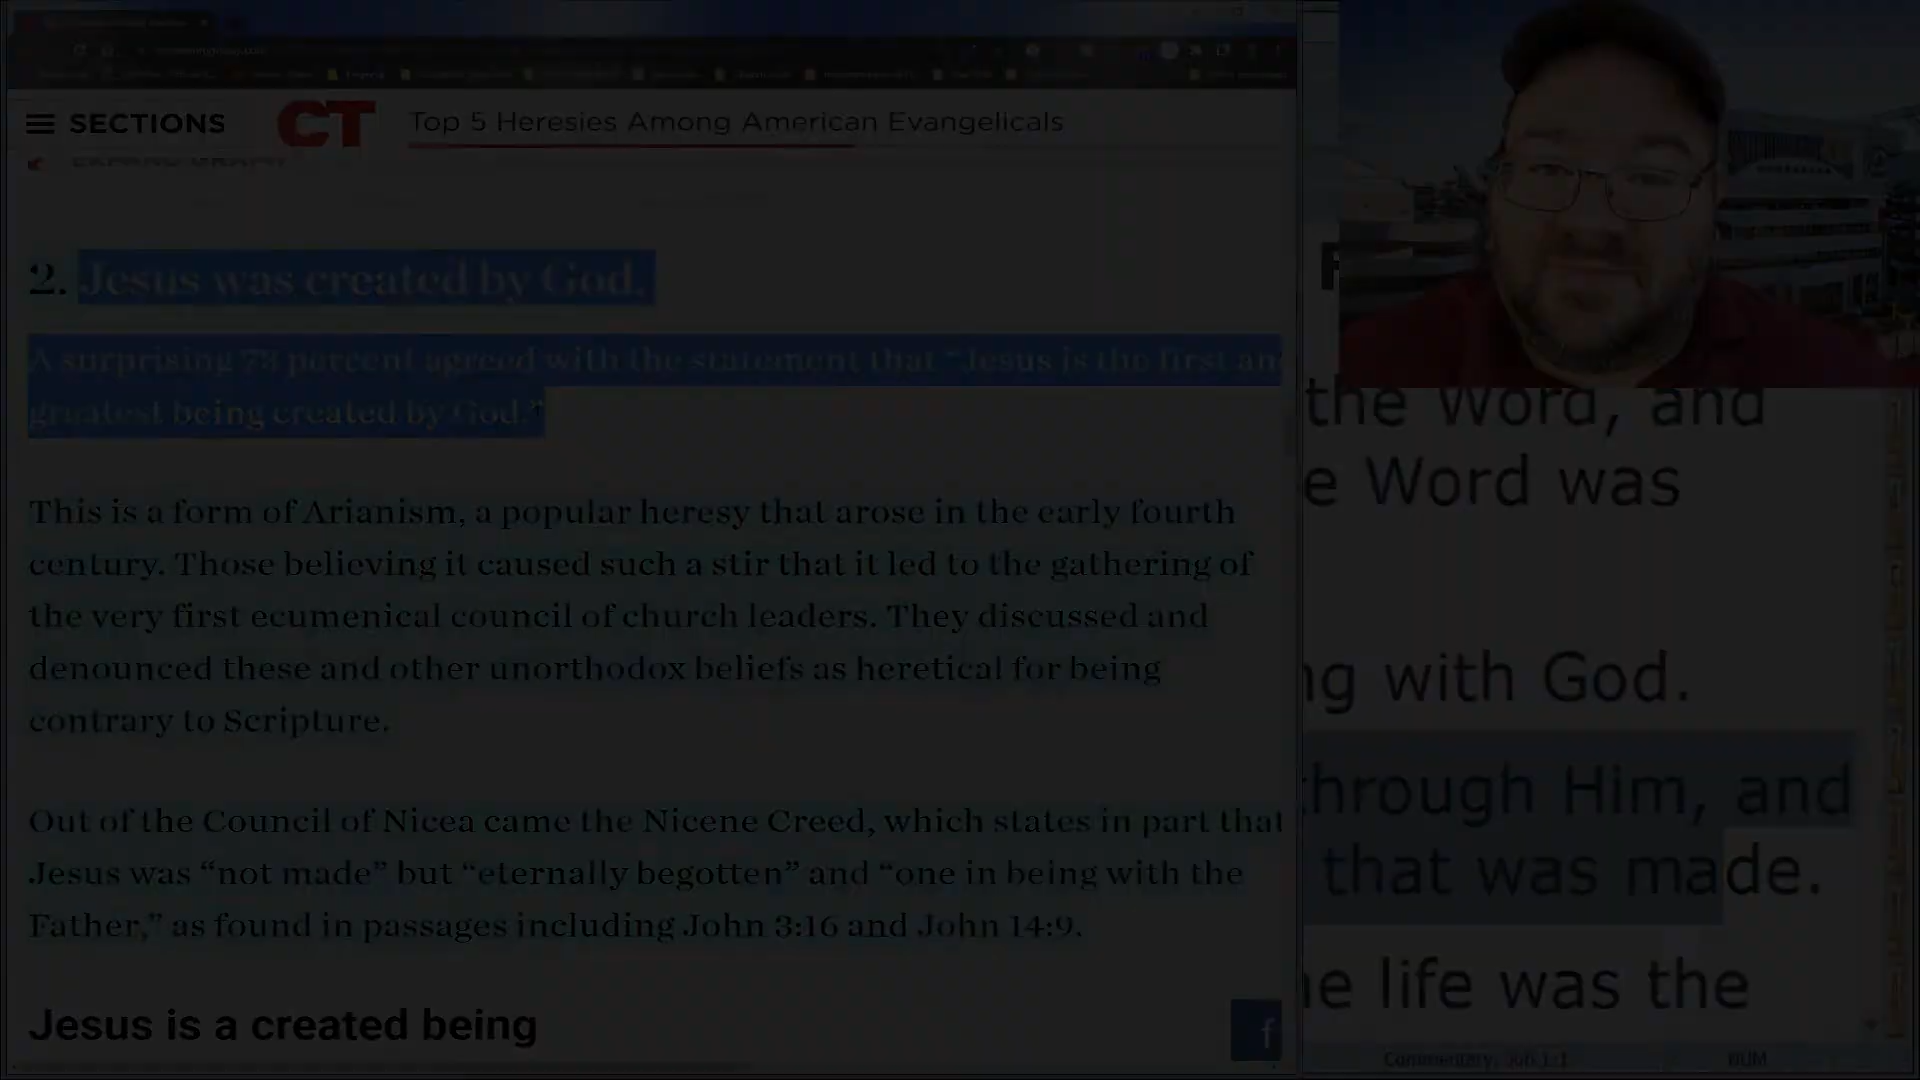 SECTIONS
CT
Top 5 Heresies Among American Evangelicals
2. Jesus was created by God.
A surprising 73 percent agreed with the statement that “Jesus is the first an
greatest being created by God.”
This is a form of Arianism, a popular heresy that arose in the early fourth
century. Those believing it caused such a stir that it led to the gathering of
the very first ecumenical council of church leaders. They discussed and
denounced these and other unorthodox beliefs as heretical for being
contrary to Scripture.
Out of the Council of Nicea came the Nicene Creed, which states in part that
Jesus was “not made” but “eternally begotten” and “one in being with the
Father,” as found in passages including John 3:16 and John 14:9.
Jesus is a created being
f
the Word, and
e Word was
ng with God.
through Him, and
that was made.
e life was the
NUM